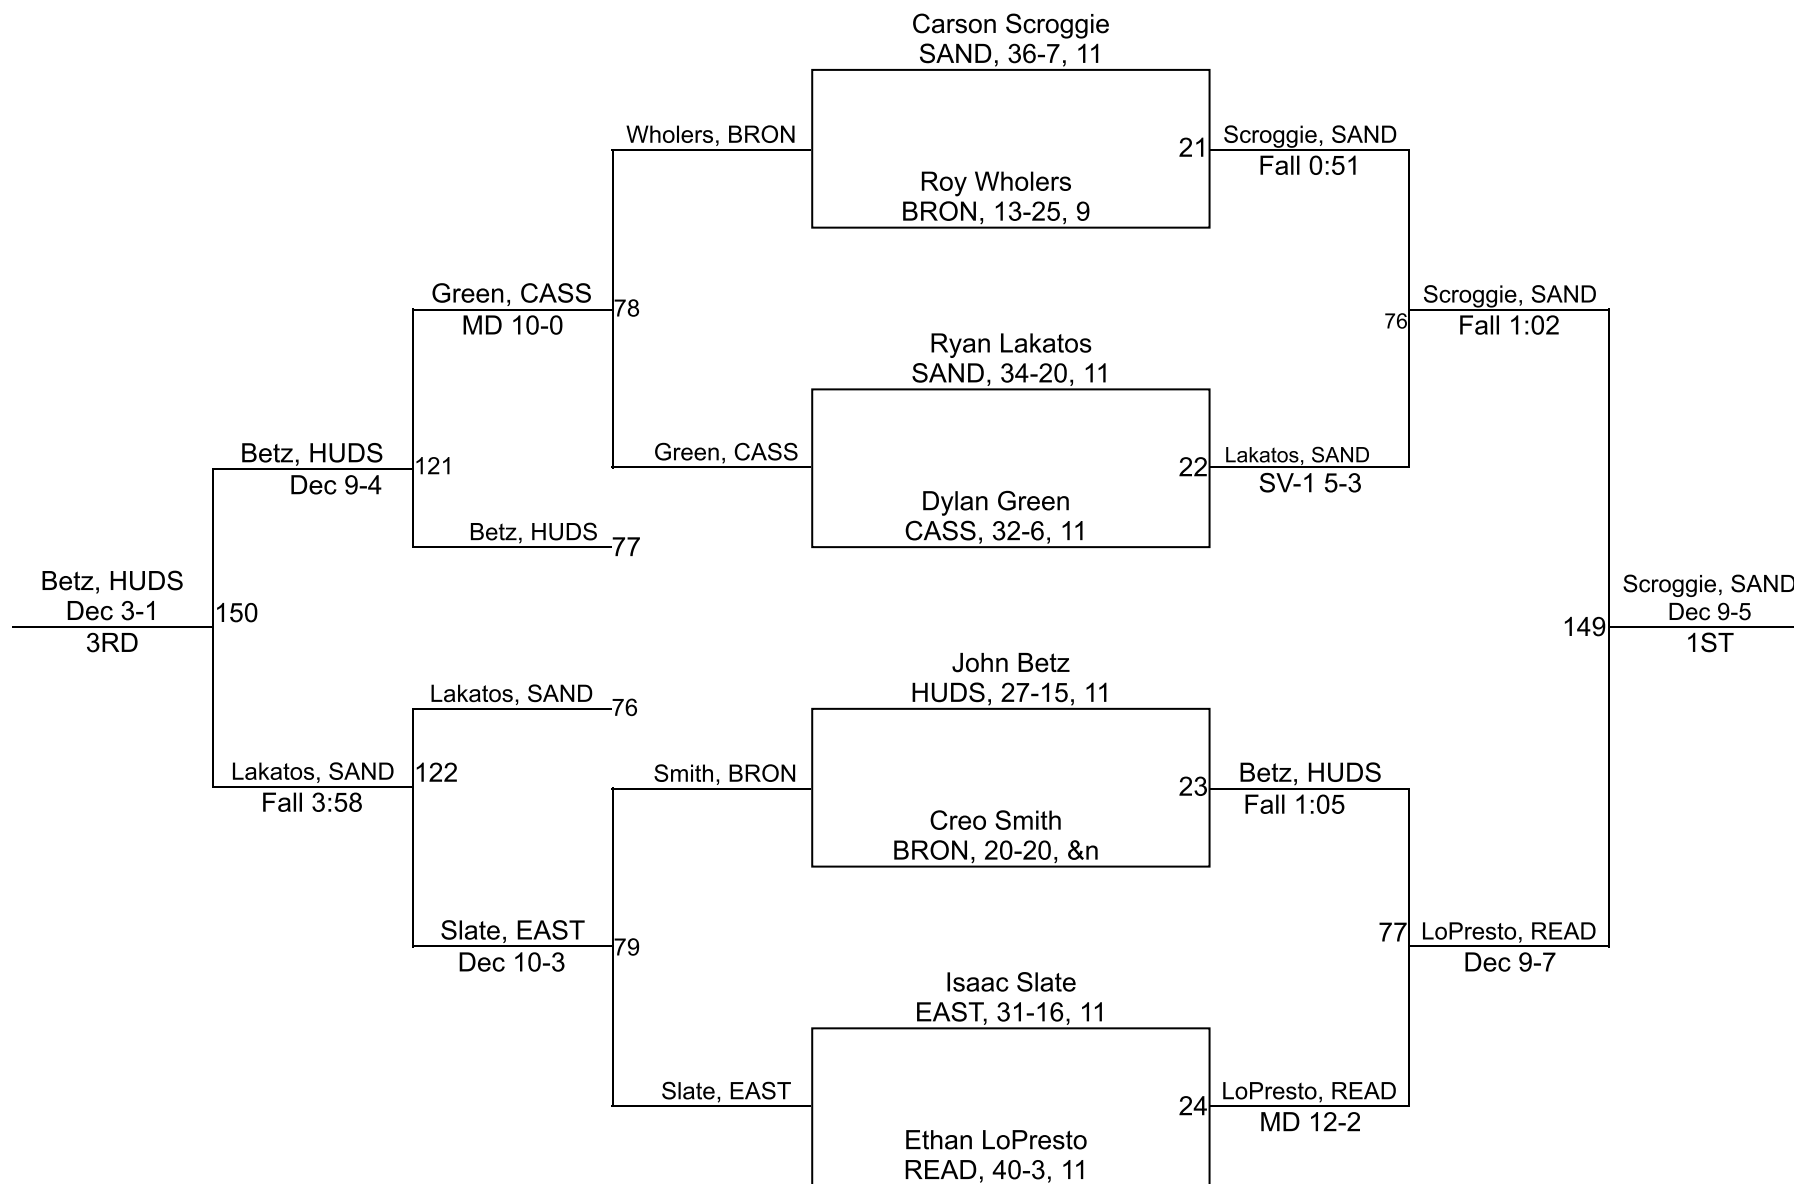 Carson Scroggie
SAND, 36-7, 11
Wholers, BRON
21
Scroggie, SAND
Fall 0:51
Roy Wholers
BRON, 13-25, 9
Green, CASS
MD 10-0
78
Scroggie, SAND
Fall 1:02
76
Ryan Lakatos
SAND, 34-20, 11
Betz, HUDS
Dec 9-4
121
Green, CASS
22
Lakatos, SAND
SV-1 5-3
Dylan Green
CASS, 32-6, 11
Betz, HUDS
77
Betz, HUDS
Dec 3-1
3RD
150
149
Scroggie, SAND
Dec 9-5
1ST
John Betz
HUDS, 27-15, 11
Lakatos, SAND
76
Lakatos, SAND
Fall 3:58
122
Smith, BRON
23
Betz, HUDS
Fall 1:05
Creo Smith
BRON, 20-20, &n
Slate, EAST
Dec 10-3
79
77
LoPresto, READ
Dec 9-7
Isaac Slate
EAST, 31-16, 11
Slate, EAST
24
LoPresto, READ
MD 12-2
Ethan LoPresto
READ, 40-3, 11